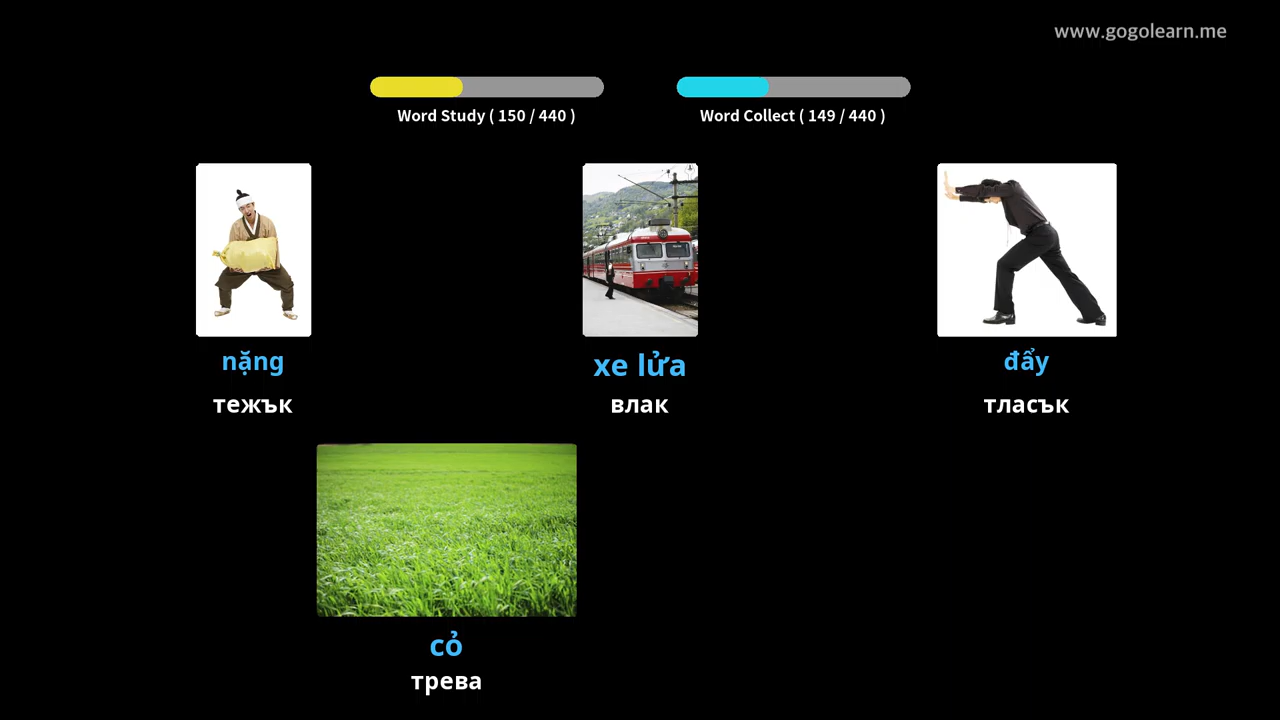 www.gogolearn.me
Word Study ( 150 / 440 )
Word Collect ( 149 / 440 )
nặng
xe lửa
đẩy
тежък
влак
тласък
cỏ
трева